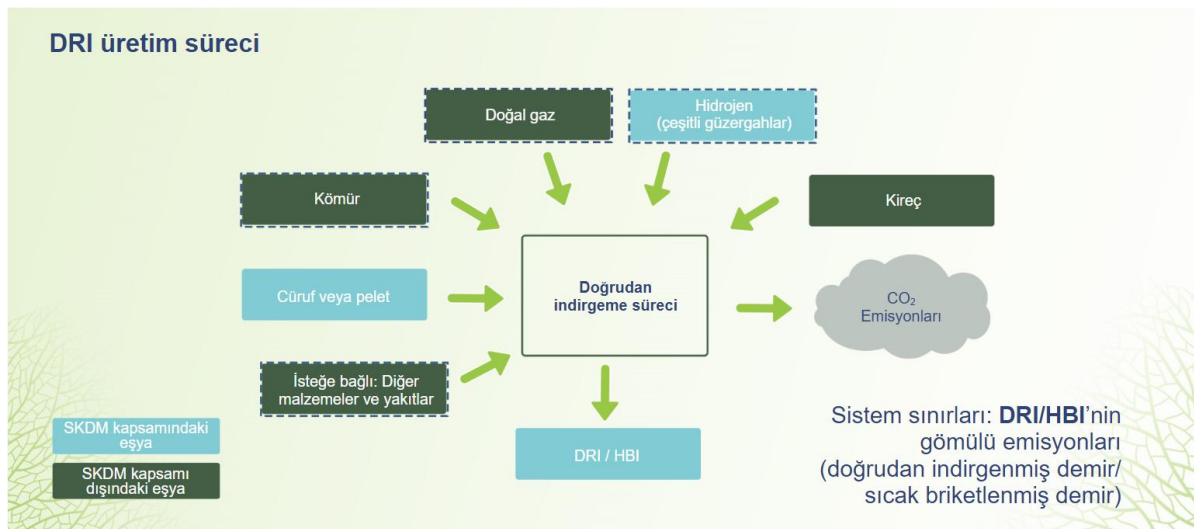 DRI üretim süreci
Doğal gaz
Hidrojen
(çeşitli güzergahlar)
Kömür
Kireç
Cüruf veya pelet
Doğrudan
indirgeme süreci
CO₂
Emisyonları
İsteğe bağlı: Diğer
malzemeler ve yakıtlar
DRI / HBI
SKDM kapsamındaki
eşya
SKDM kapsamı
dışındaki eşya
Sistem sınırları: DRI/HBI'nin
gömülü emisyonları
(doğrudan indirgenmiş demir/
sıcak briketlenmiş demir)